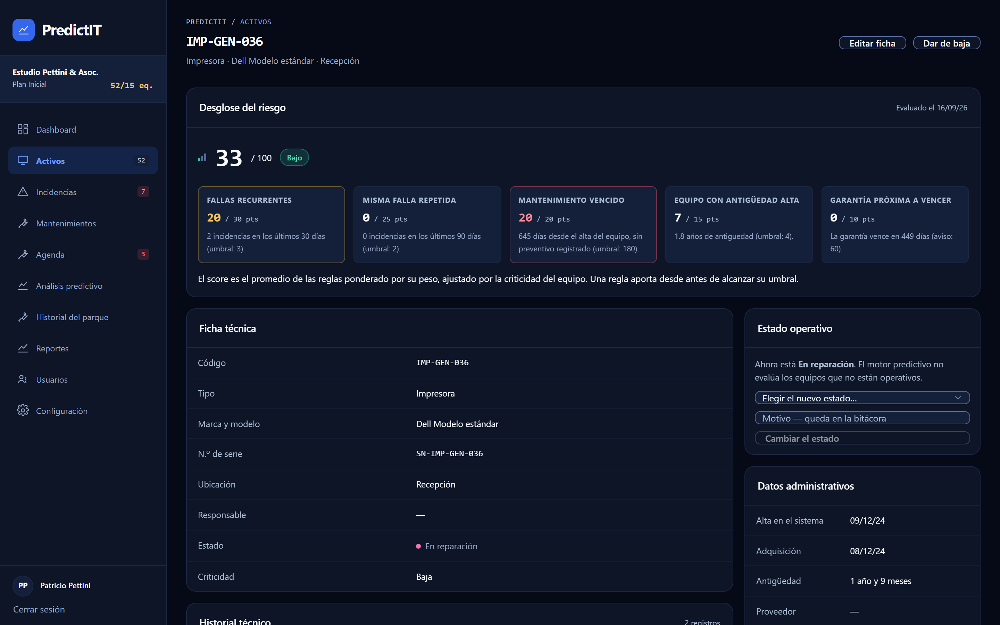 PredictIT
Estudio Pettini & Asoc.
Plan Inicial
52/15 eq.
Dashboard
Activos
52
Incidencias
7
Mantenimientos
Agenda
3
Análisis predictivo
Historial del parque
Reportes
Usuarios
Configuración
PP
Patricio Pettini
Cerrar sesión
PREDICTIT / ACTIVOS
IMP-GEN-036
Impresora · Dell Modelo estándar · Recepción
Editar ficha
Dar de baja
Desglose del riesgo
Evaluado el 16/09/26
33 / 100
Bajo
FALLAS RECURRENTES
20 / 30 pts
2 incidencias en los últimos 30 días
(umbral: 3).
MISMA FALLA REPETIDA
0 / 25 pts
0 incidencias en los últimos 90 días
(umbral: 2).
MANTENIMIENTO VENCIDO
20 / 20 pts
645 días desde el alta del equipo, sin
preventivo registrado (umbral: 180).
EQUIPO CON ANTIGÜEDAD ALTA
7 / 15 pts
1.8 años de antigüedad (umbral: 4).
GARANTÍA PRÓXIMA A VENCER
0 / 10 pts
La garantía vence en 449 días (aviso:
60).
El score es el promedio de las reglas ponderado por su peso, ajustado por la criticidad del equipo. Una regla aporta desde antes de alcanzar su umbral.
Ficha técnica
Código
IMP-GEN-036
Tipo
Impresora
Marca y modelo
Dell Modelo estándar
N.º de serie
SN-IMP-GEN-036
Ubicación
Recepción
Responsable
—
Estado
En reparación
Criticidad
Baja
Historial técnico
2 registros
Estado operativo
Ahora está En reparación. El motor predictivo no
evalúa los equipos que no están operativos.
Elegir el nuevo estado...
Motivo — queda en la bitácora
Cambiar el estado
Datos administrativos
Alta en el sistema
09/12/24
Adquisición
08/12/24
Antigüedad
1 año y 9 meses
Proveedor
—